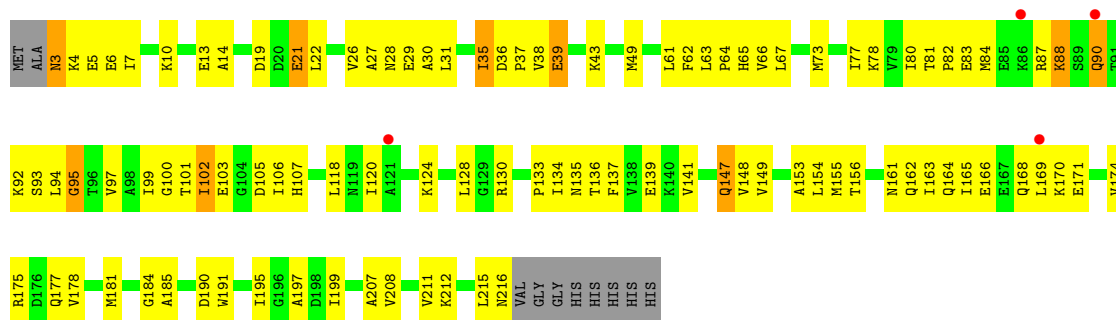 MET ALA N3 K4 E5 E6 I7 K10 E13 A14 D19 D20 E21 L22 V26 A27 N28 E29 A30 L31 I35 D36 P37 V38 E39 K43 M49 L61 F62 L63 P64 H65 V66 L67 M73 I77 K78 V79 I80 T81 P82 E83 M84 E85 K86 R87 K88 S89 Q90 T91
K92 S93 L94 G95 T96 V97 A98 I99 G100 T101 I102 E103 G104 D105 I106 H107 L118 N119 I120 A121 K124 L128 G129 R130 P133 I134 N135 T136 F137 V138 E139 K140 V141 Q147 V148 V149 A153 L154 M155 T156 N161 Q162 I163 Q164 I165 E166 E167 Q168 L169 K170 E171 V174
R175 D176 Q177 V178 M181 G184 A185 D190 W191 I195 G196 A197 D198 I199 A207 V208 V211 K212 L215 N216 VAL GLY GLY HIS HIS HIS HIS HIS